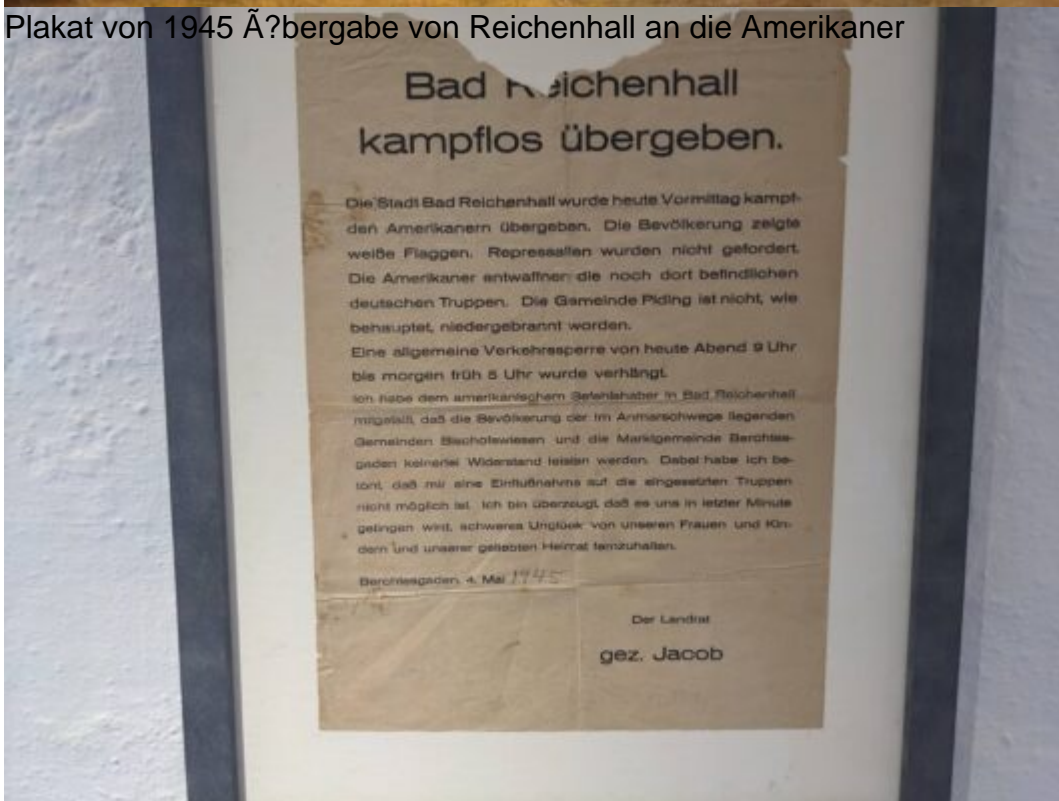 Plakat von 1945 Ã?bergabe von Reichenhall an die Amerikaner
Bad Reichenhall
kampflos übergeben.
Die Stadt Bad Reichenhall wurde heute Vormittag kampf-
den Amerikanern übergeben. Die Bevölkerung zeigte
weiße Flaggen. Repressalien wurden nicht gefordert.
Die Amerikaner entwaffnen die noch dort befindlichen
deutschen Truppen. Die Gemeinde Piding ist nicht, wie
behauptet, niedergebrannt worden.
Eine allgemeine Verkehrssperre von heute Abend 9 Uhr
bis morgen früh 5 Uhr wurde verhängt.
Ich habe dem amerikanischem Befehlshaber in Bad Reichenhall
mitgeteilt, daß die Bevölkerung der im Anmarschwege liegenden
Gemeinden Bischofswiesen und die Marktgemeinde Berchtes-
gaden keinerlei Widerstand leisten werden. Dabei habe ich be-
tont, daß mir eine Einflußnahme auf die eingesetzten Truppen
nicht möglich ist. Ich bin überzeugt, daß es uns in letzter Minute
gelingen wird, schweres Unglück von unseren Frauen und Kin-
dern und unserer geliebten Heimat fernzuhalten.
Berchtesgaden, 4. Mai 1945
Der Landrat
gez. Jacob